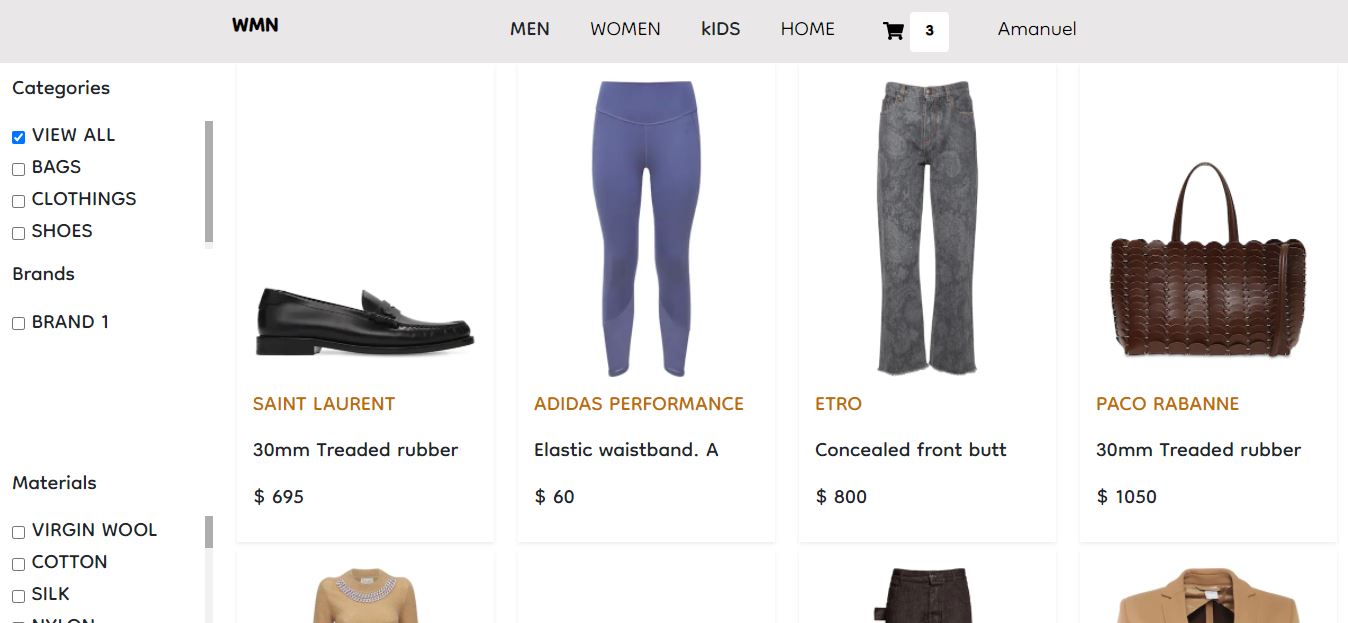 WMN
MEN
WOMEN
kIDS
HOME
3
Amanuel
Categories
VIEW ALL
BAGS
CLOTHINGS
SHOES
Brands
BRAND 1
Materials
VIRGIN WOOL
COTTON
SILK
NYLON
SAINT LAURENT
30mm Treaded rubber
$ 695
ADIDAS PERFORMANCE
Elastic waistband. A
$ 60
ETRO
Concealed front butt
$ 800
PACO RABANNE
30mm Treaded rubber
$ 1050